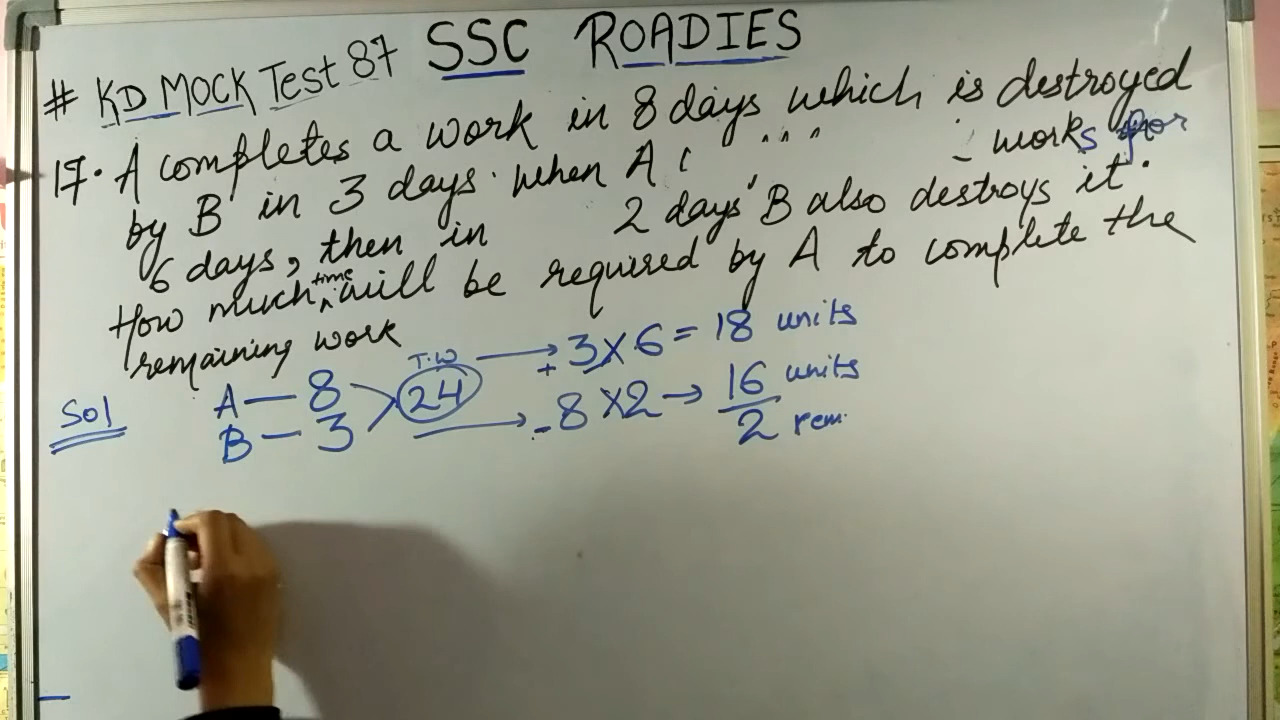 # KD MOCK Test 87 SSC ROADIES
17. A completes a work in 8 days which is destroyed
by B in 3 days. when A ( " " " - works for
6 days, then in 2 days' B also destroys it.
How much time will be required by A to complete the
remaining work
Sol A — 8 T.W 24 → + 3 × 6 = 18 units
B — 3 → - 8 × 2 → 16 units
2 rem.